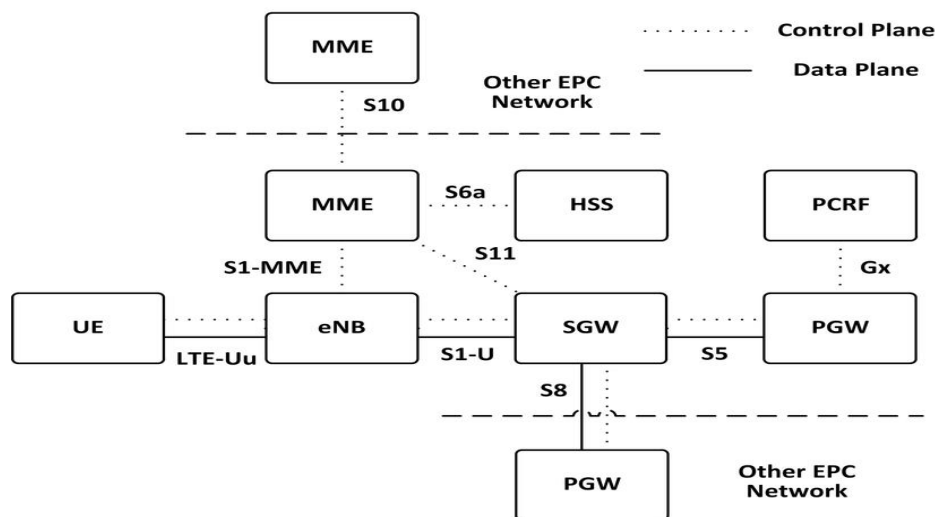 MME
Control Plane
Data Plane
Other EPC
Network
S10
MME
S6a
HSS
PCRF
S11
S1-MME
Gx
UE
eNB
SGW
PGW
LTE-Uu
S1-U
S5
S8
Other EPC
Network
PGW